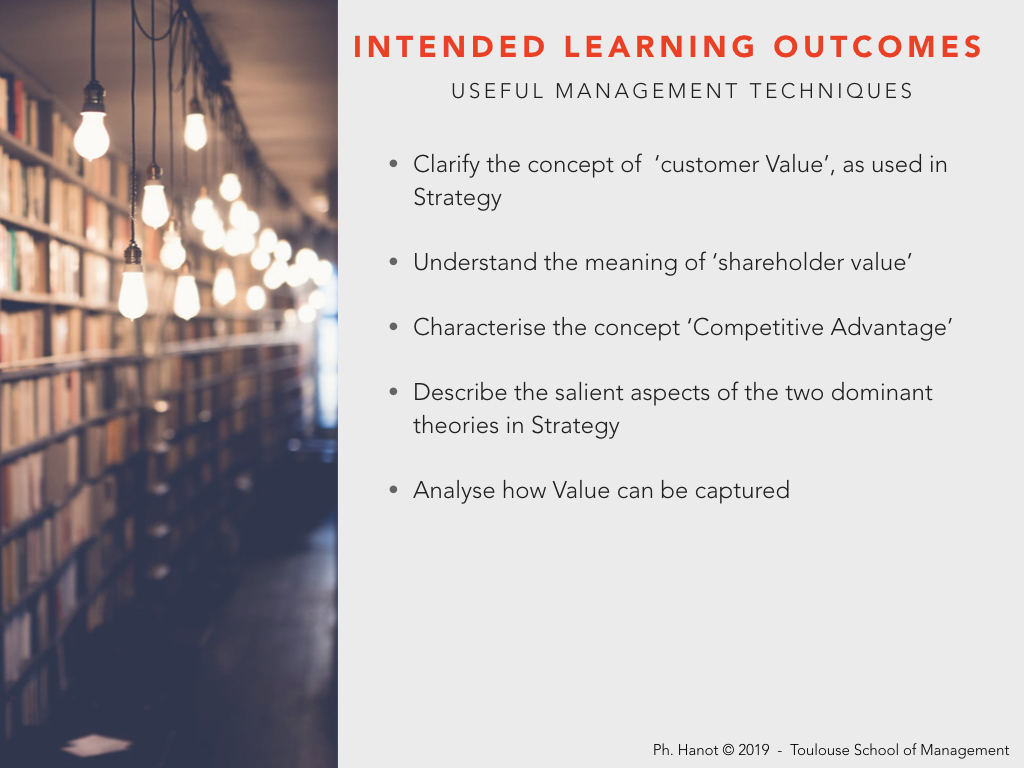 INTENDED LEARNING OUTCOMES
USEFUL MANAGEMENT TECHNIQUES
• Clarify the concept of  ‘customer Value’, as used in
Strategy
• Understand the meaning of ‘shareholder value’
• Characterise the concept ‘Competitive Advantage’
• Describe the salient aspects of the two dominant
theories in Strategy
• Analyse how Value can be captured
Ph. Hanot © 2019  -  Toulouse School of Management